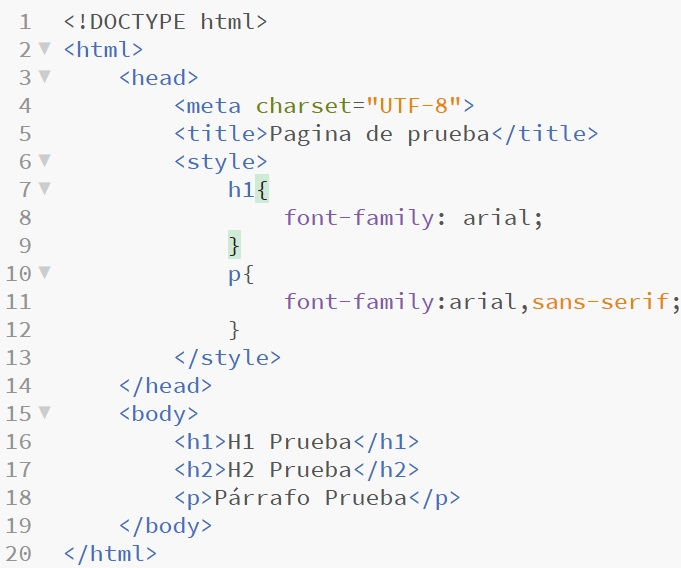 1 <!DOCTYPE html>
2 <html>
3 <head>
4 <meta charset="UTF-8">
5 <title>Pagina de prueba</title>
6 <style>
7 h1{
8 font-family: arial;
9 }
10 p{
11 font-family:arial,sans-serif;
12 }
13 </style>
14 </head>
15 <body>
16 <h1>H1 Prueba</h1>
17 <h2>H2 Prueba</h2>
18 <p>Párrafo Prueba</p>
19 </body>
20 </html>